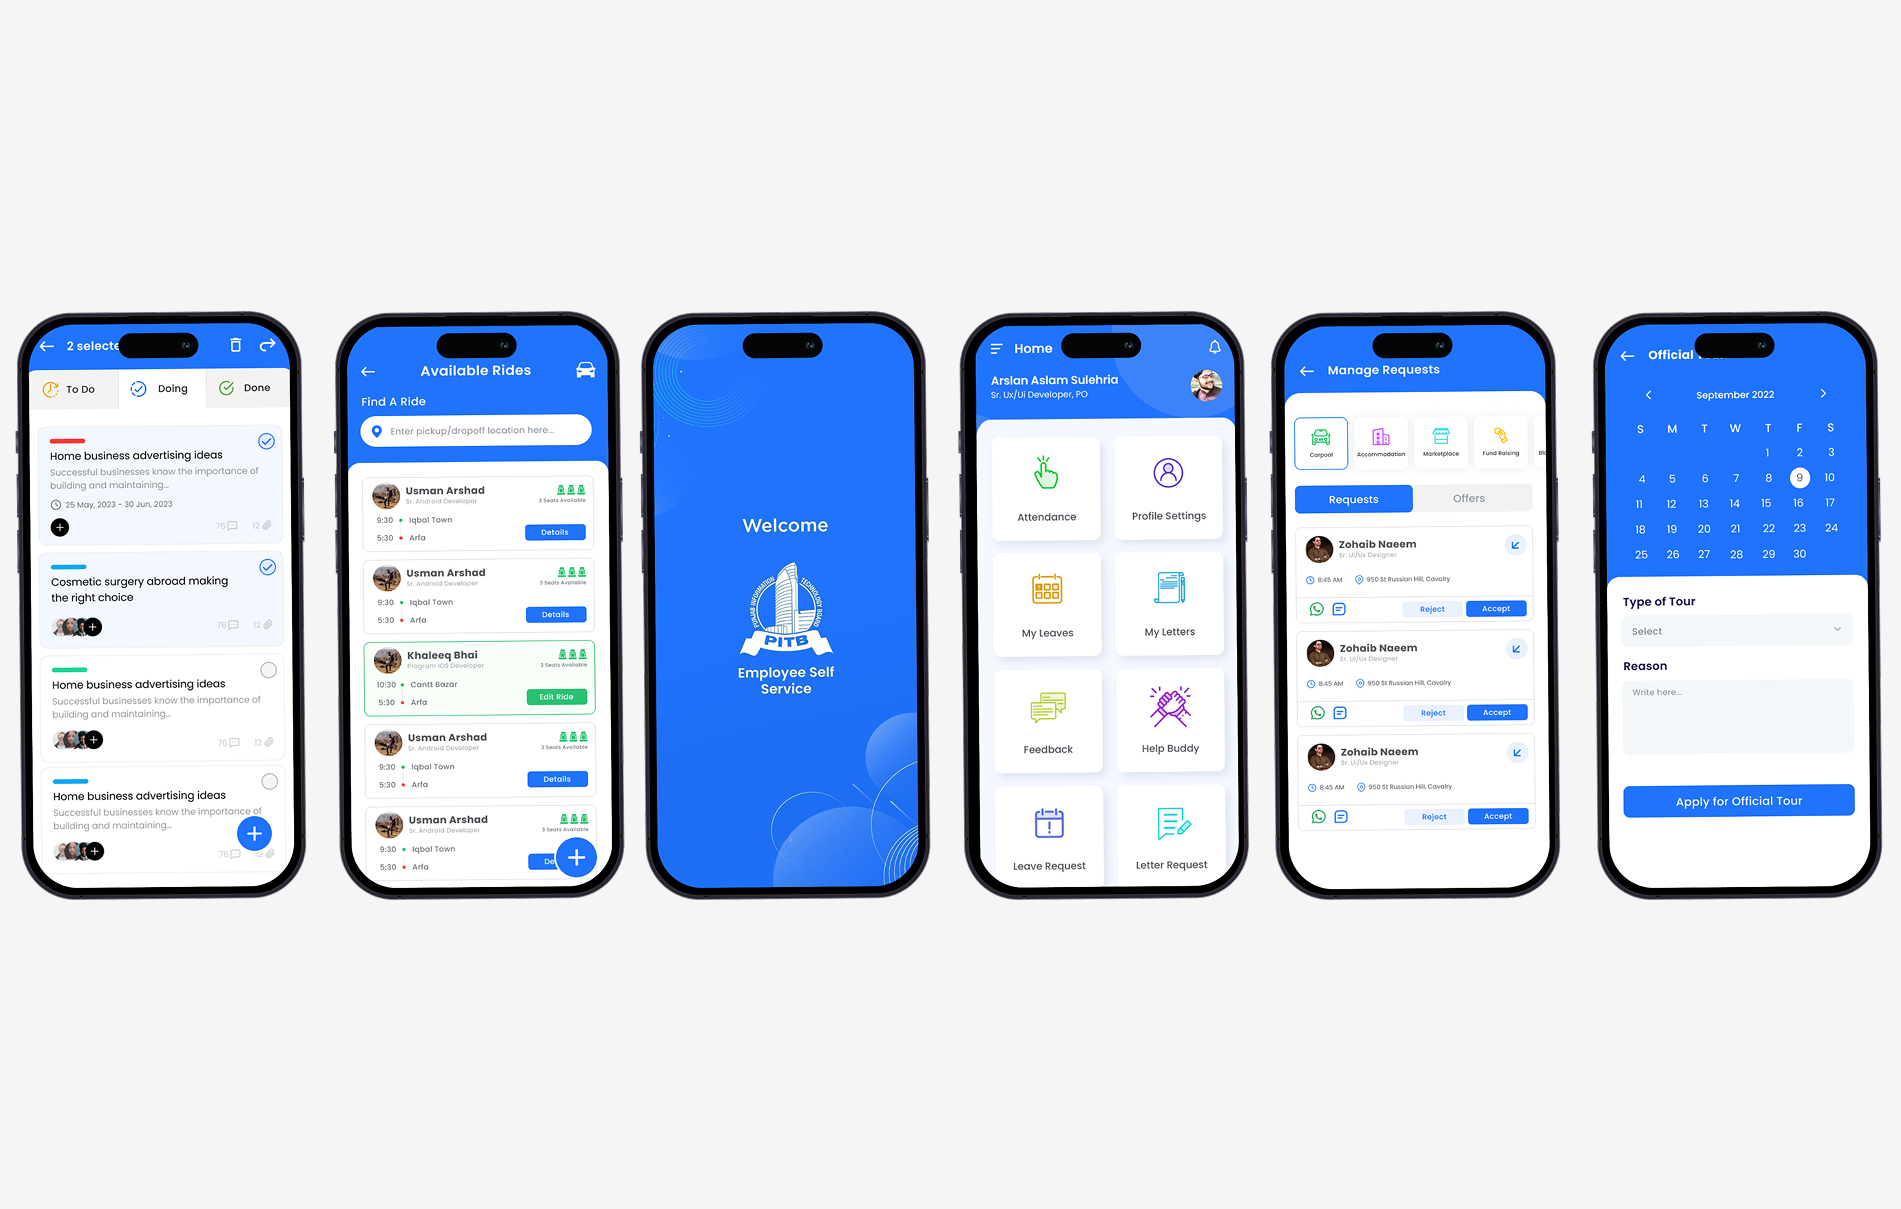 2 selecte
To Do
Doing
Done
Home business advertising ideas
Successful businesses know the importance of
building and maintaining...
25 May, 2023 - 30 Jun, 2023
76
12
Cosmetic surgery abroad making
the right choice
76
12
Home business advertising ideas
Successful businesses know the importance of
building and maintaining...
76
12
Home business advertising ideas
Successful businesses know the importance of
building and maintaining...
76
12
Available Rides
Find A Ride
Enter pickup/dropoff location here...
Usman Arshad
Sr. Android Developer
3 Seats Available
9:30 Iqbal Town
5:30 Arfa
Details
Usman Arshad
Sr. Android Developer
3 Seats Available
9:30 Iqbal Town
5:30 Arfa
Details
Khaleeq Bhai
Program IOS Developer
3 Seats Available
10:30 Cantt Bazar
5:30 Arfa
Edit Ride
Usman Arshad
Sr. Android Developer
3 Seats Available
9:30 Iqbal Town
5:30 Arfa
Details
Usman Arshad
Sr. Android Developer
3 Seats Available
9:30 Iqbal Town
5:30 Arfa
De
Welcome
PUNJAB INFORMATION TECHNOLOGY BOARD
PITB
Employee Self
Service
Home
Arslan Aslam Sulehria
Sr. Ux/Ui Developer, PO
Attendance
Profile Settings
My Leaves
My Letters
Feedback
Help Buddy
Leave Request
Letter Request
Manage Requests
Carpool
Accommodation
Marketplace
Fund Raising
Requests
Offers
Zohaib Naeem
Sr. Ui/Ux Designer
8:45 AM
950 St Russian Hill, Cavalry
Reject
Accept
Zohaib Naeem
Sr. Ui/Ux Designer
8:45 AM
950 St Russian Hill, Cavalry
Reject
Accept
Zohaib Naeem
Sr. Ui/Ux Designer
8:45 AM
950 St Russian Hill, Cavalry
Reject
Accept
Official
September 2022
S M T W T F S
1 2 3
4 5 6 7 8 9 10
11 12 13 14 15 16 17
18 19 20 21 22 23 24
25 26 27 28 29 30
Type of Tour
Select
Reason
Write here...
Apply for Official Tour